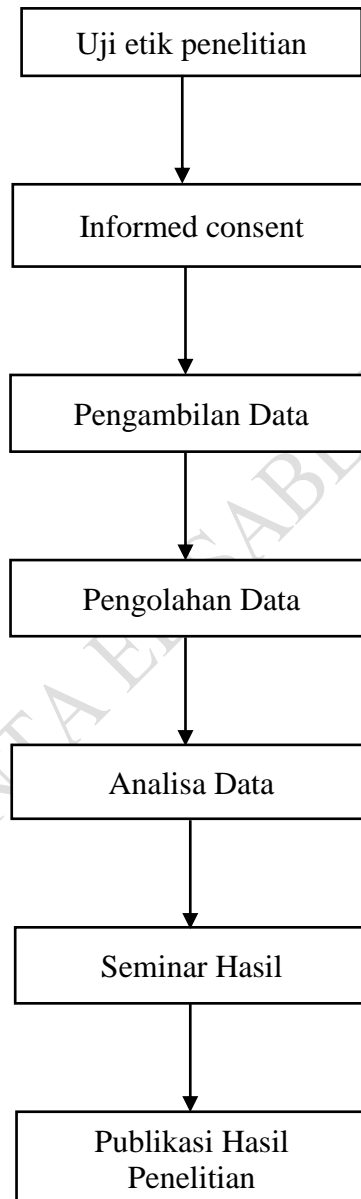 Uji etik penelitian
Informed consent
Pengambilan Data
Pengolahan Data
Analisa Data
Seminar Hasil
Publikasi Hasil
Penelitian